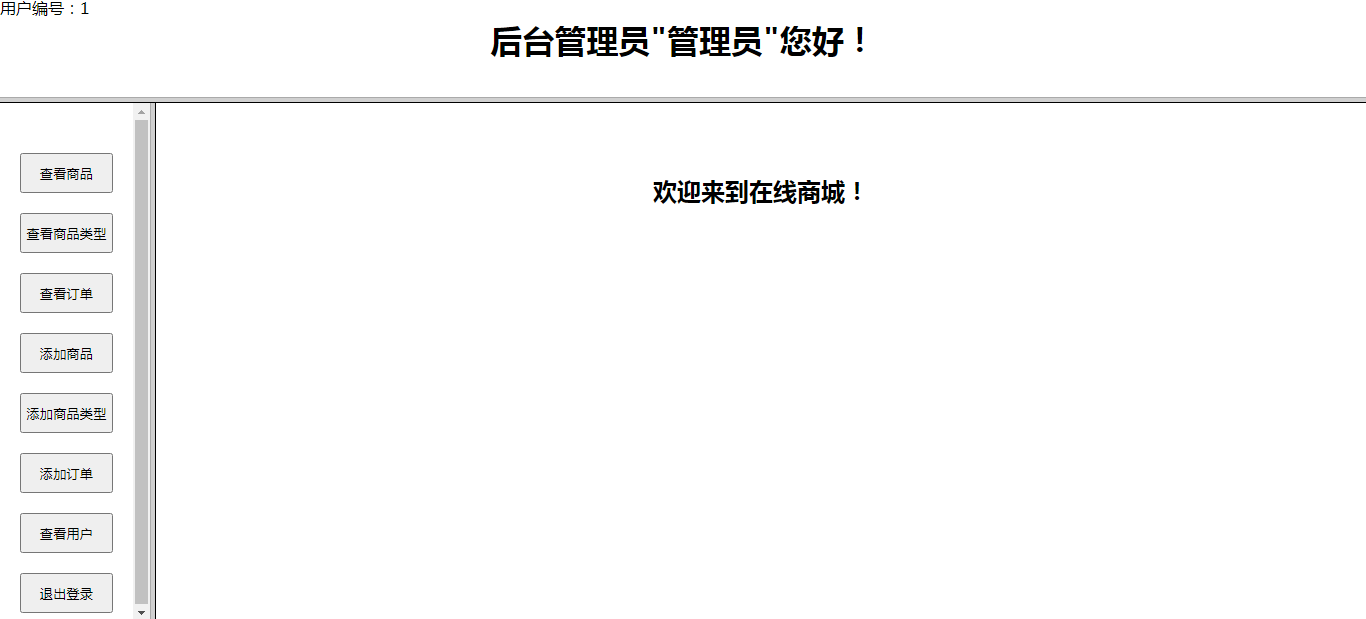 用户编号：1
后台管理员"管理员"您好！
查看商品
查看商品类型
查看订单
添加商品
添加商品类型
添加订单
查看用户
退出登录
欢迎来到在线商城！